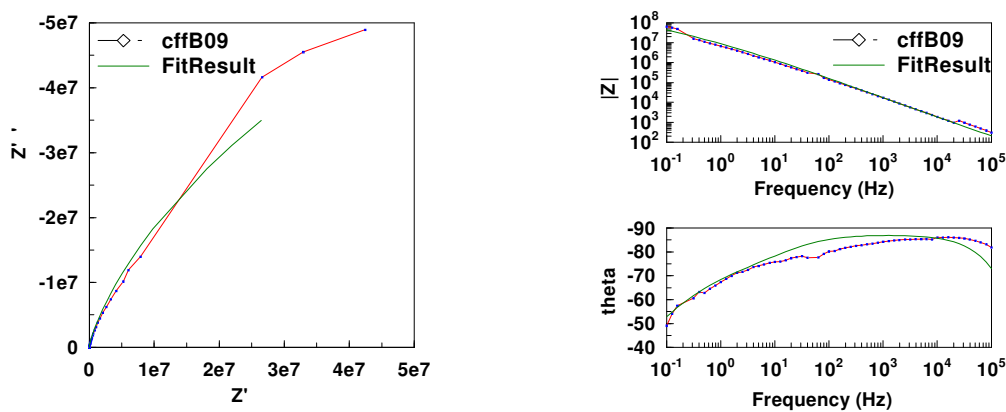 -5e7
-4e7
-3e7
-2e7
-1e7
0
Z' '
cffB09
FitResult
0 1e7 2e7 3e7 4e7 5e7
Z'
10^8
10^7
10^6
10^5
10^4
10^3
10^2
|Z|
cffB09
FitResult
10^-1 10^0 10^1 10^2 10^3 10^4 10^5
Frequency (Hz)
-90
-80
-70
-60
-50
-40
theta
10^-1 10^0 10^1 10^2 10^3 10^4 10^5
Frequency (Hz)